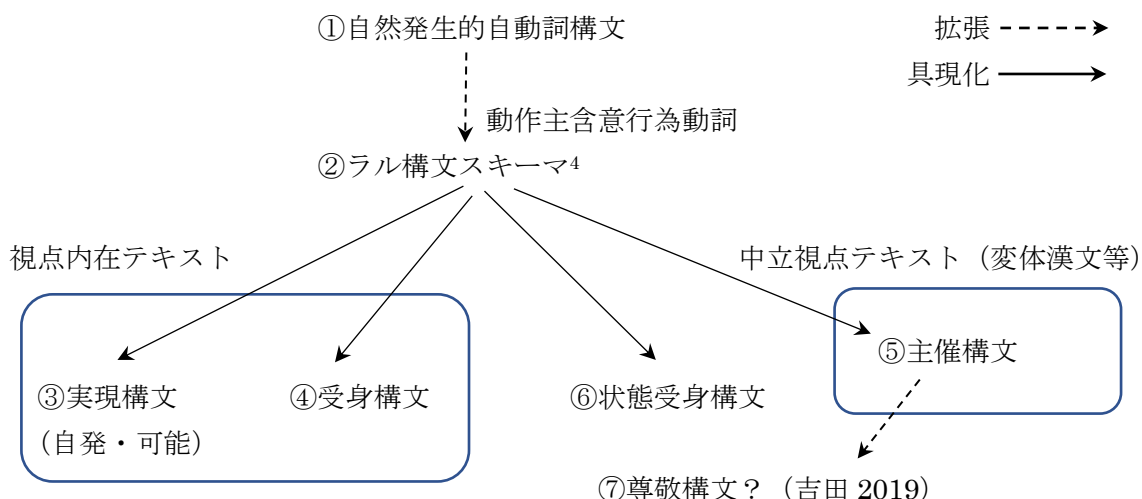 ①自然発生的自動詞構文
拡張
具現化
動作主含意行為動詞
②ラル構文スキーマ4
視点内在テキスト
中立視点テキスト（変体漢文等）
⑤主催構文
③実現構文
④受身構文
⑥状態受身構文
（自発・可能）
⑦尊敬構文？（吉田 2019）